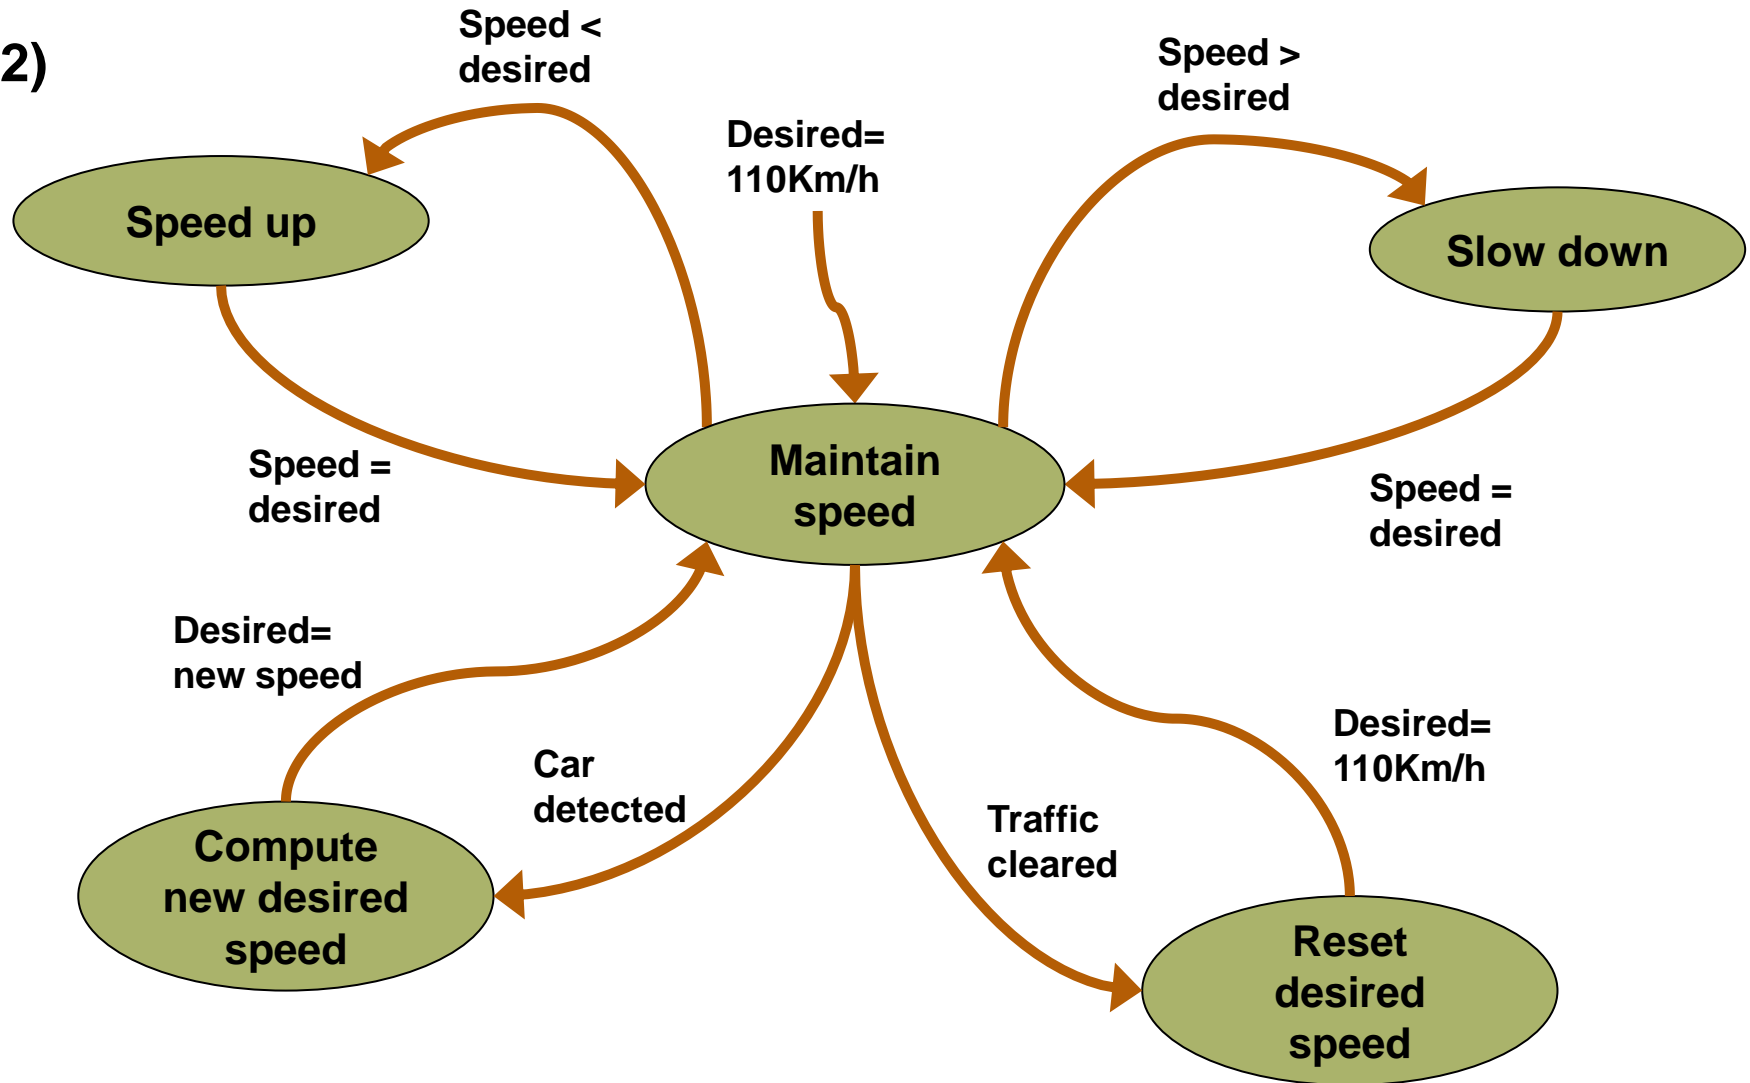 2)
Speed <
desired
Speed >
desired
Desired=
110Km/h
Speed up
Slow down
Speed =
desired
Maintain
speed
Speed =
desired
Desired=
new speed
Car
detected
Traffic
cleared
Desired=
110Km/h
Compute
new desired
speed
Reset
desired
speed